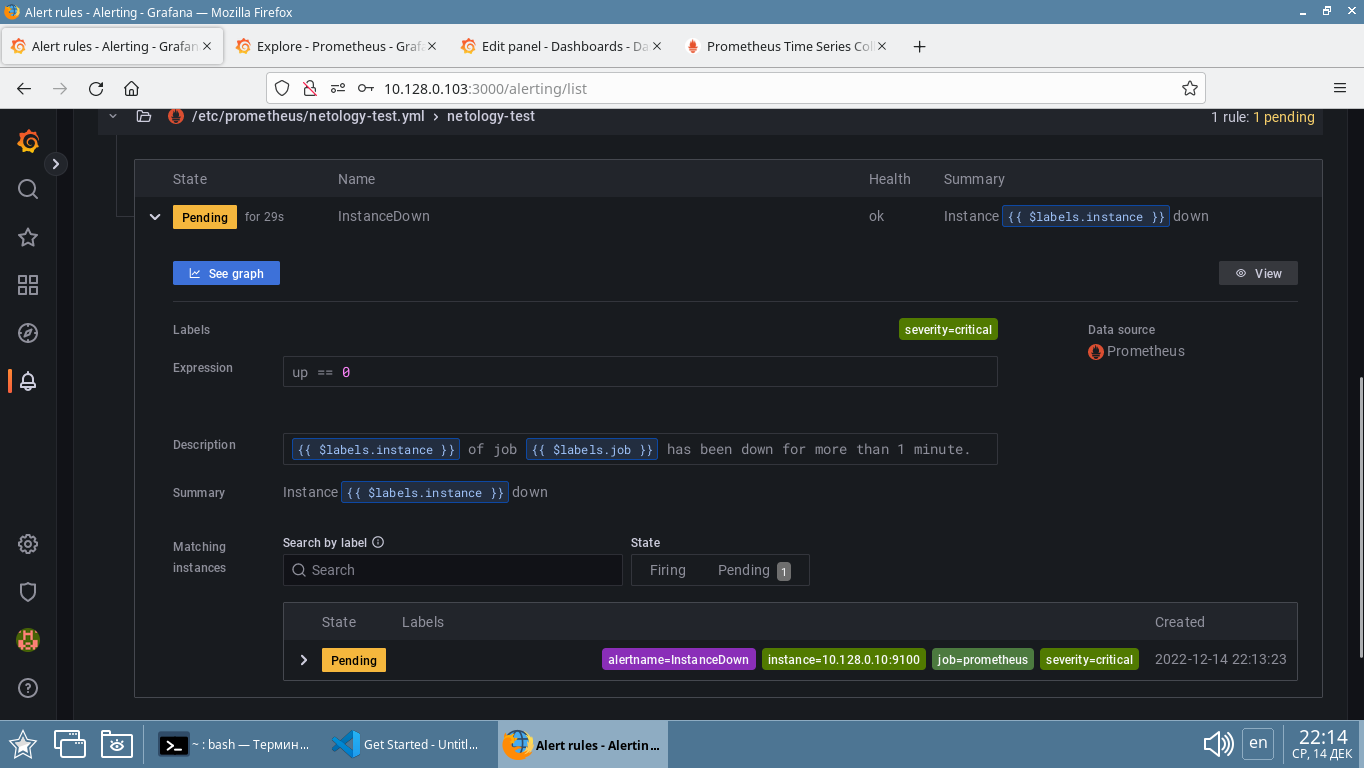 Alert rules - Alerting - Grafana — Mozilla Firefox
Alert rules - Alerting - Grafan
Explore - Prometheus - Graf
Edit panel - Dashboards - Da
Prometheus Time Series Coll
10.128.0.103:3000/alerting/list
/etc/prometheus/netology-test.yml › netology-test
1 rule: 1 pending
State Name Health Summary
Pending for 29s InstanceDown ok Instance {{ $labels.instance }} down
See graph View
Labels severity=critical Data source
Prometheus
Expression up == 0
Description {{ $labels.instance }} of job {{ $labels.job }} has been down for more than 1 minute.
Summary Instance {{ $labels.instance }} down
Matching instances
Search by label State
Search Firing Pending 1
State Labels Created
Pending alertname=InstanceDown instance=10.128.0.10:9100 job=prometheus severity=critical 2022-12-14 22:13:23
~ : bash — Термин...
Get Started - Untitl...
Alert rules - Alertin...
en
22:14
СР, 14 ДЕК